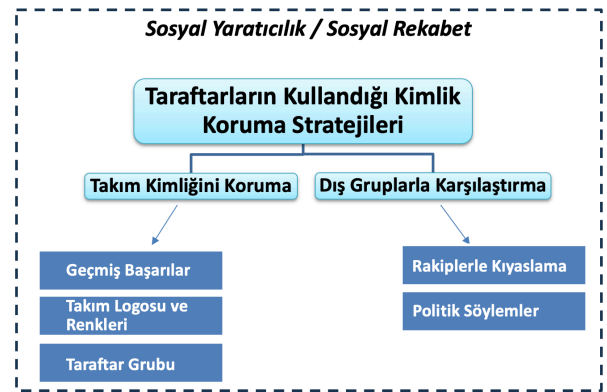 Sosyal Yaratıcılık / Sosyal Rekabet
Taraftarların Kullandığı Kimlik
Koruma Stratejileri
Takım Kimliğini Koruma
Dış Gruplarla Karşılaştırma
Geçmiş Başarılar
Takım Logosu ve
Renkleri
Taraftar Grubu
Rakiplerle Kıyaslama
Politik Söylemler